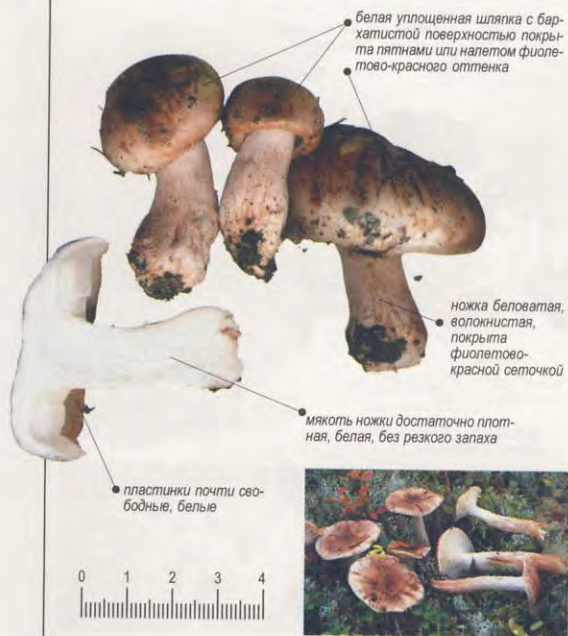 белая уплощенная шляпка с бар-
хатистой поверхностью покры-
та пятнами или налетом фиоле-
тово-красного оттенка
ножка беловатая,
волокнистая,
покрыта
фиолетово-
красной сеточкой
мякоть ножки достаточно плот-
ная, белая, без резкого запаха
пластинки почти сво-
бодные, белые
0 1 2 3 4